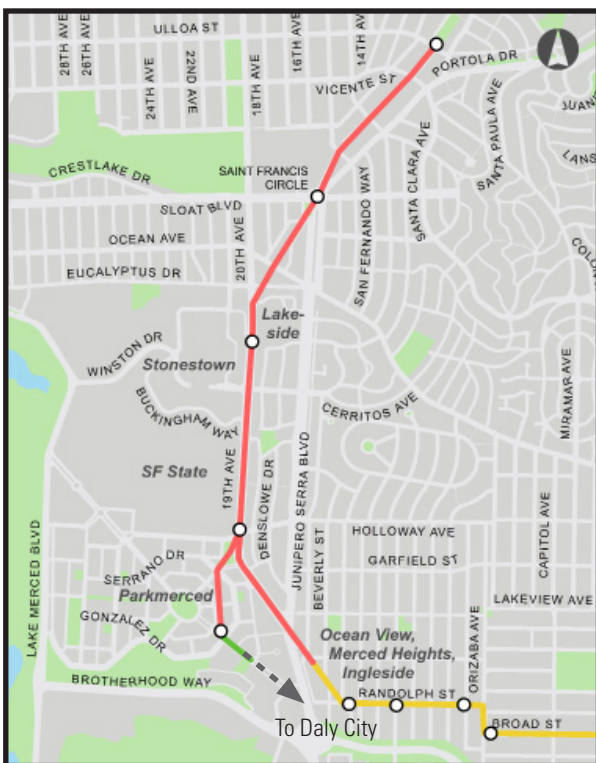 ULLOA ST
28TH AVE
26TH AVE
24TH AVE
22ND AVE
18TH AVE
16TH AVE
14TH AVE
VICENTE ST
PORTOLA DR
JUAN
LANS
SANTA PAULA AVE
SANTA CLARA AVE
CRESTLAKE DR
SAINT FRANCIS
CIRCLE
SLOAT BLVD
SAN FERNANDO WAY
OCEAN AVE
20TH AVE
EUCALYPTUS DR
COLON
Lake-
side
WINSTON DR
Stonestown
MIRAMAR AVE
BUCKINGHAM WAY
CERRITOS AVE
SF State
19TH AVE
DENSLOWE DR
JUNIPERO SERRA BLVD
BEVERLY ST
HOLLOWAY AVE
GARFIELD ST
CAPITOL AVE
LAKE MERCED BLVD
SERRANO DR
Parkmerced
LAKEVIEW AVE
GONZALEZ DR
Ocean View,
Merced Heights,
Ingleside
ORIZABA AVE
BROTHERHOOD WAY
RANDOLPH ST
BROAD ST
To Daly City